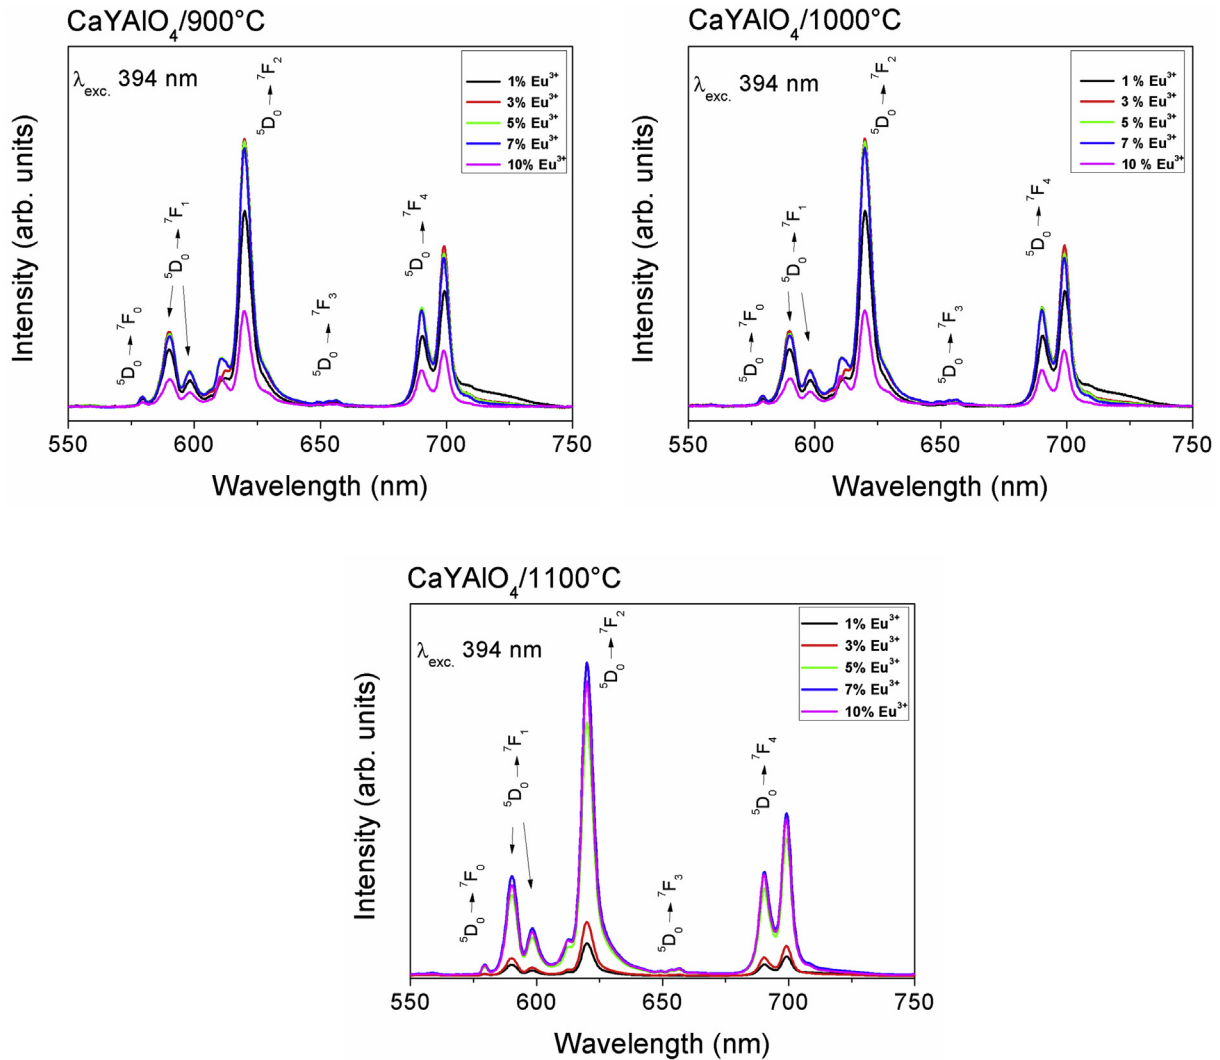 CaYAlO₄/900°C
λexc. 394 nm
⁵D₀ → ⁷F₀
⁵D₀ → ⁷F₁
⁵D₀ → ⁷F₂
⁵D₀ → ⁷F₃
⁵D₀ → ⁷F₄
1% Eu³⁺
3% Eu³⁺
5% Eu³⁺
7% Eu³⁺
10% Eu³⁺
Intensity (arb. units)
550 600 650 700 750
Wavelength (nm)
CaYAlO₄/1000°C
λexc. 394 nm
⁵D₀ → ⁷F₀
⁵D₀ → ⁷F₁
⁵D₀ → ⁷F₂
⁵D₀ → ⁷F₃
⁵D₀ → ⁷F₄
1 % Eu³⁺
3 % Eu³⁺
5 % Eu³⁺
7 % Eu³⁺
10 % Eu³⁺
Intensity (arb. units)
550 600 650 700 750
Wavelength (nm)
CaYAlO₄/1100°C
λexc. 394 nm
⁵D₀ → ⁷F₀
⁵D₀ → ⁷F₁
⁵D₀ → ⁷F₂
⁵D₀ → ⁷F₃
⁵D₀ → ⁷F₄
1% Eu³⁺
3% Eu³⁺
5% Eu³⁺
7% Eu³⁺
10% Eu³⁺
Intensity (arb. units)
550 600 650 700 750
Wavelength (nm)